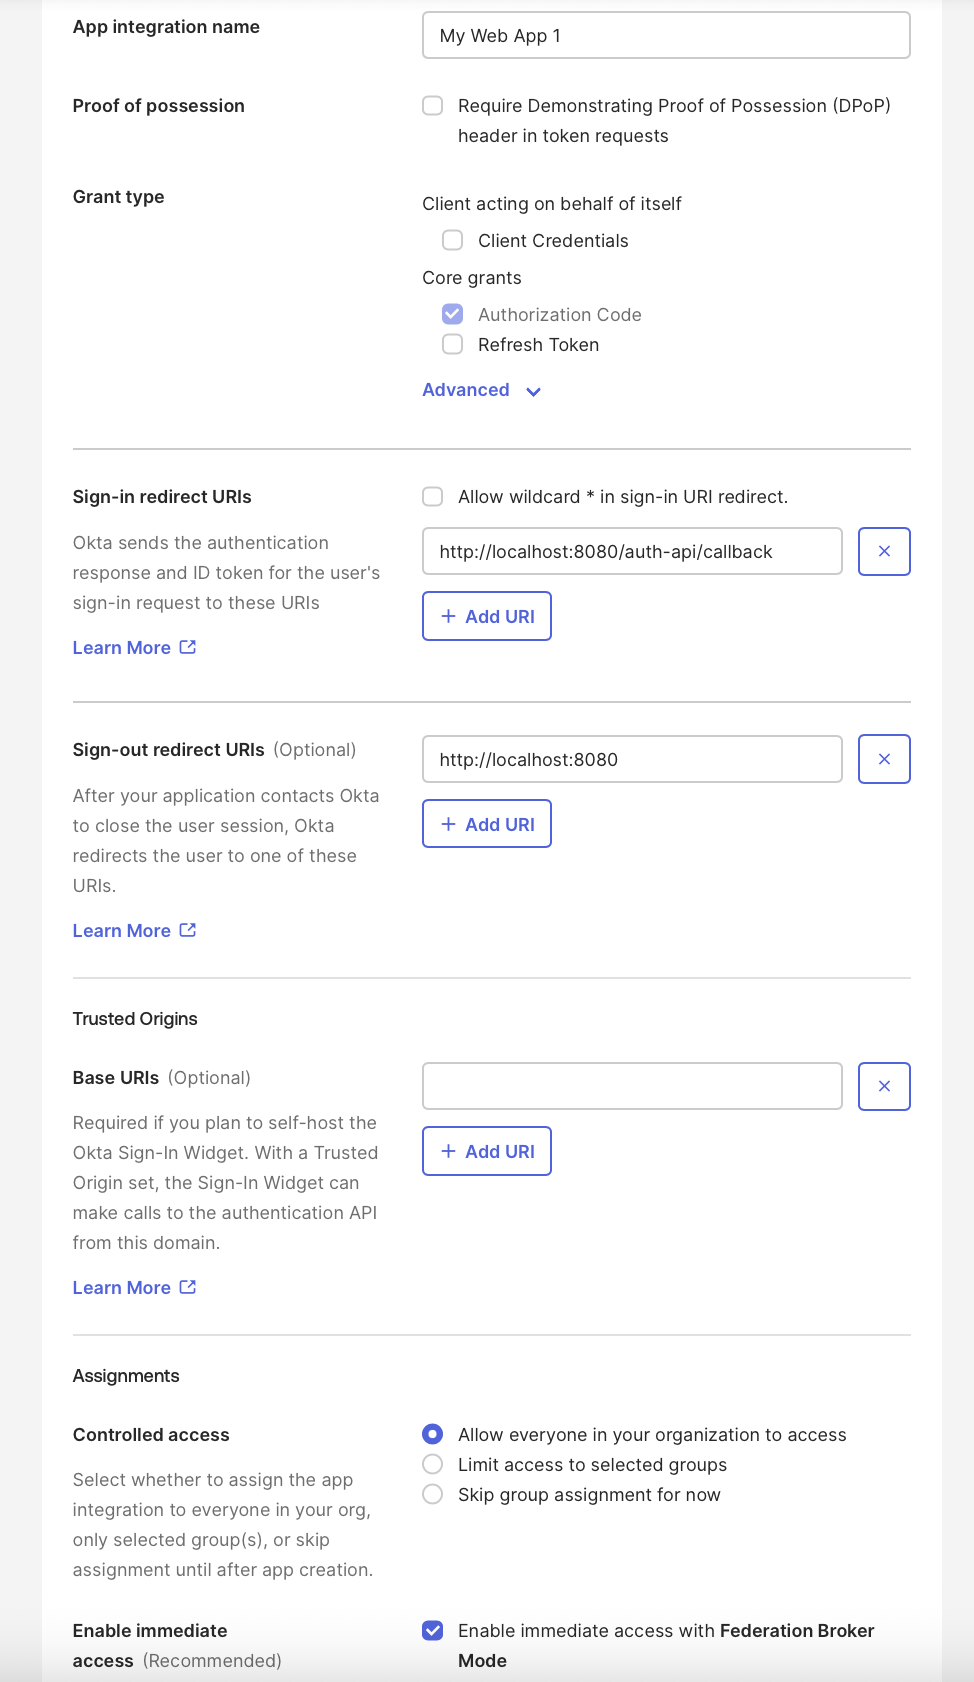 App integration name
My Web App 1
Proof of possession
Require Demonstrating Proof of Possession (DPoP)
header in token requests
Grant type
Client acting on behalf of itself
Client Credentials
Core grants
Authorization Code
Refresh Token
Advanced
Sign-in redirect URIs
Allow wildcard * in sign-in URI redirect.
Okta sends the authentication
response and ID token for the user's
sign-in request to these URIs
Learn More
http://localhost:8080/auth-api/callback
+ Add URI
Sign-out redirect URIs (Optional)
After your application contacts Okta
to close the user session, Okta
redirects the user to one of these
URIs.
Learn More
http://localhost:8080
+ Add URI
Trusted Origins
Base URIs (Optional)
Required if you plan to self-host the
Okta Sign-In Widget. With a Trusted
Origin set, the Sign-In Widget can
make calls to the authentication API
from this domain.
Learn More
+ Add URI
Assignments
Controlled access
Select whether to assign the app
integration to everyone in your org,
only selected group(s), or skip
assignment until after app creation.
Allow everyone in your organization to access
Limit access to selected groups
Skip group assignment for now
Enable immediate
access (Recommended)
Enable immediate access with Federation Broker
Mode